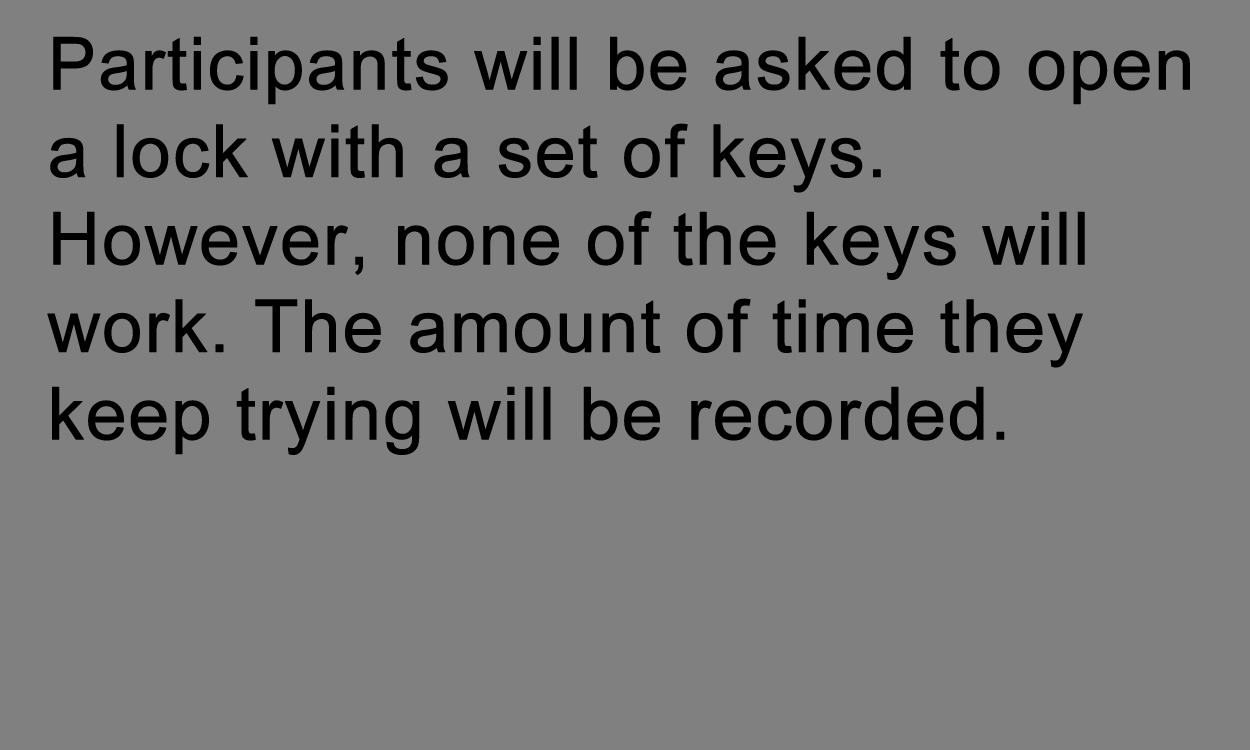 Participants will be asked to open
a lock with a set of keys.
However, none of the keys will
work. The amount of time they
keep trying will be recorded.